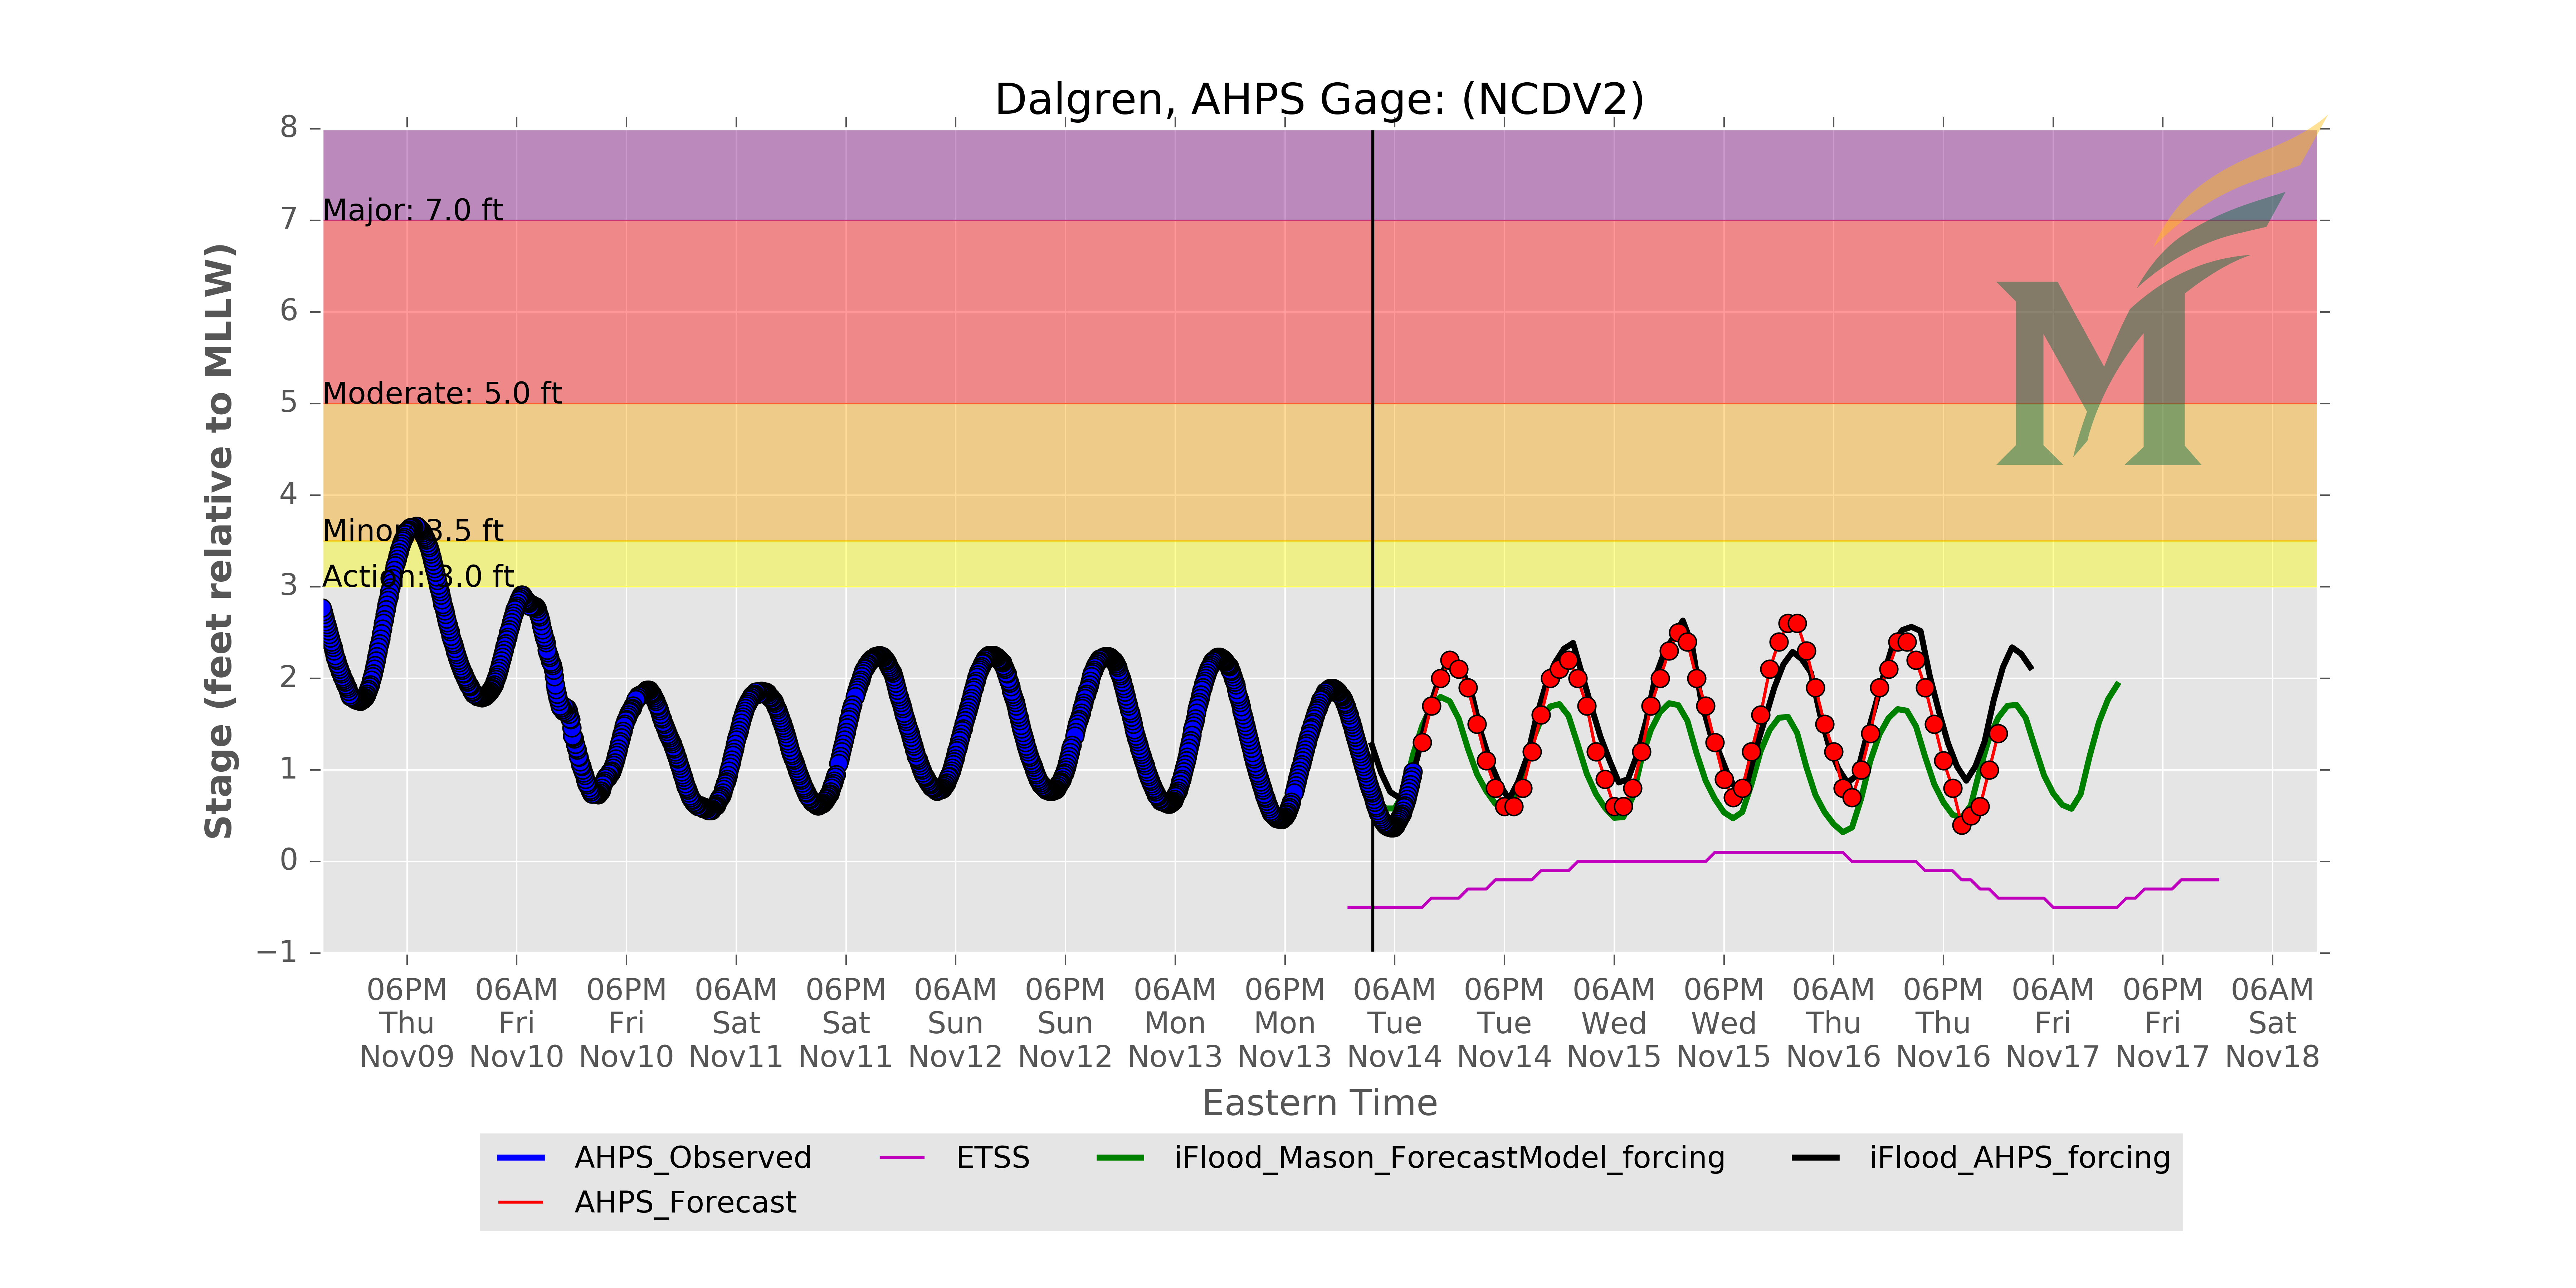 Dalgren, AHPS Gage: (NCDV2)
Stage (feet relative to MLLW)
8
7
6
5
4
3
2
1
0
−1
Major: 7.0 ft
Moderate: 5.0 ft
Minor: 3.5 ft
Action: 3.0 ft
M
06PM 06AM 06PM 06AM 06PM 06AM 06PM 06AM 06PM 06AM 06PM 06AM 06PM 06AM 06PM 06AM 06PM 06AM
Thu Fri Fri Sat Sat Sun Sun Mon Mon Tue Tue Wed Wed Thu Thu Fri Fri Sat
Nov09 Nov10 Nov10 Nov11 Nov11 Nov12 Nov12 Nov13 Nov13 Nov14 Nov14 Nov15 Nov15 Nov16 Nov16 Nov17 Nov17 Nov18
Eastern Time
AHPS_Observed ETSS iFlood_Mason_ForecastModel_forcing iFlood_AHPS_forcing
AHPS_Forecast